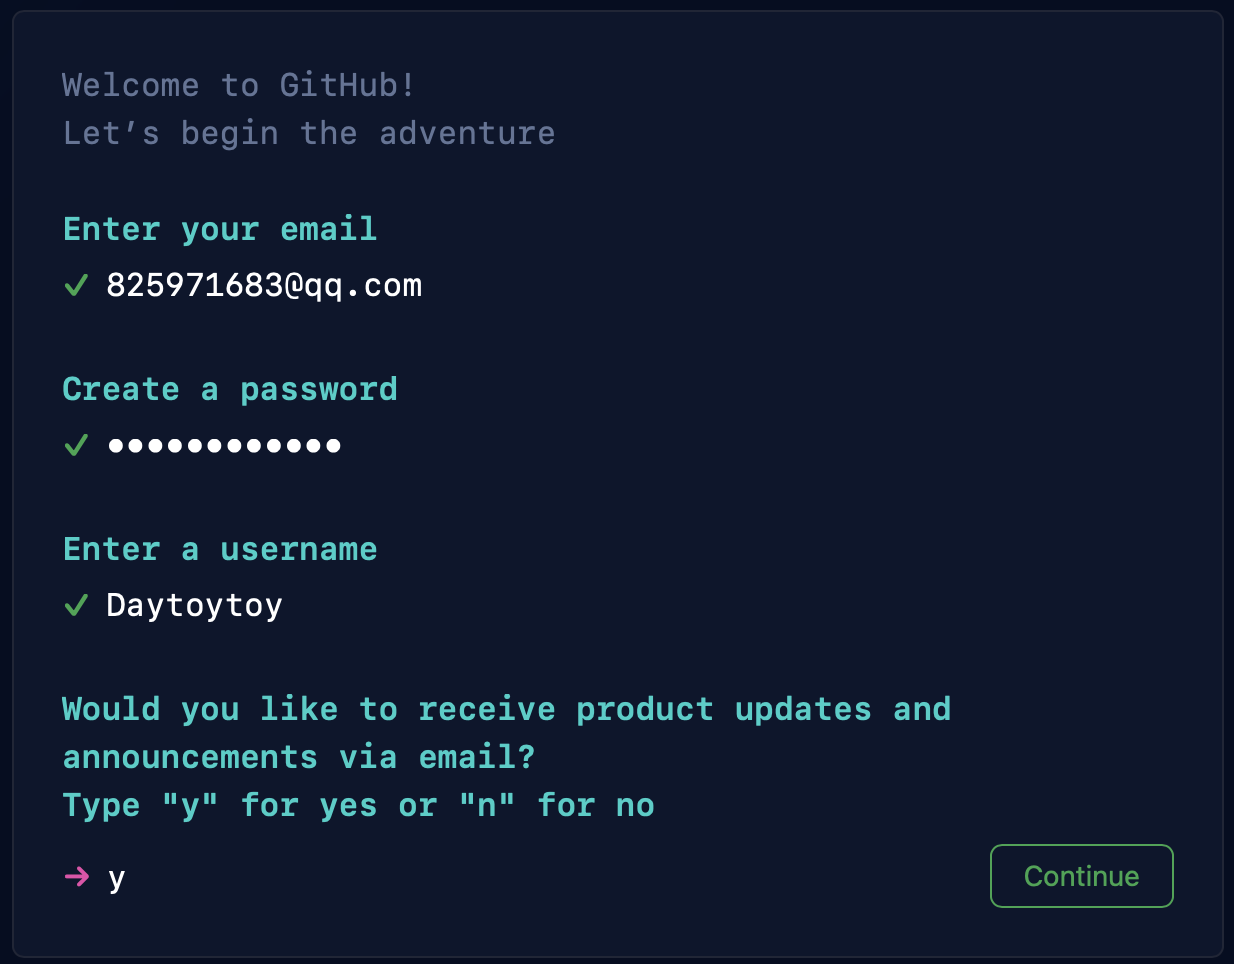 Welcome to GitHub!
Let’s begin the adventure
Enter your email
✓ 825971683@qq.com
Create a password
✓ ●●●●●●●●●●●●
Enter a username
✓ Daytoytoy
Would you like to receive product updates and
announcements via email?
Type "y" for yes or "n" for no
→ y
Continue